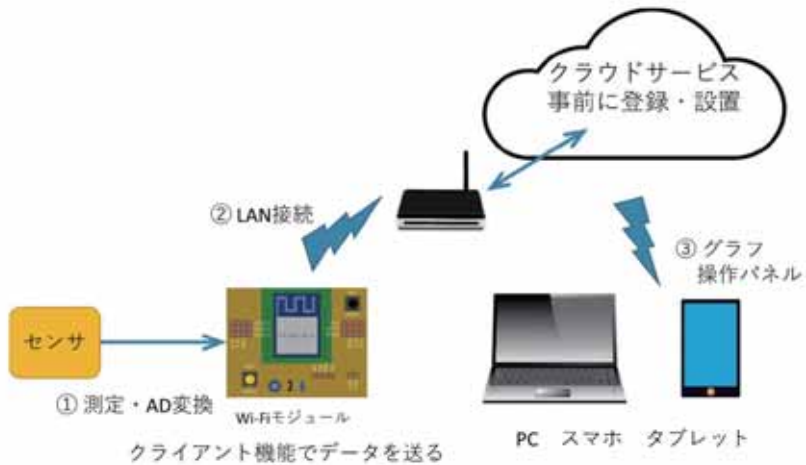 クラウドサービス
事前に登録・設置
② LAN接続
③ グラフ
操作パネル
センサ
① 測定・AD変換
Wi-Fiモジュール
クライアント機能でデータを送る
PC スマホ タブレット